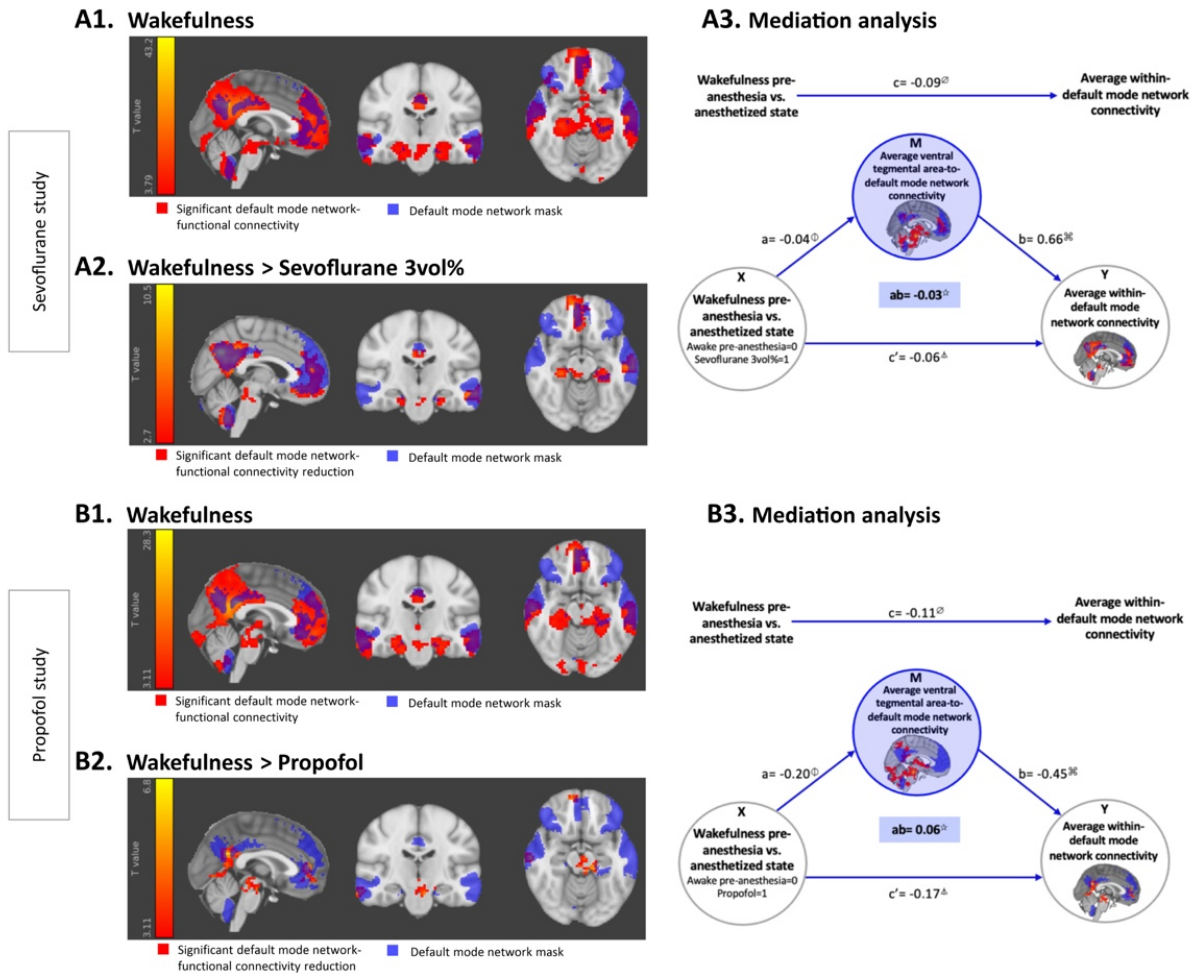 A1. Wakefulness
43.2
T value
3.79
Significant default mode network-
functional connectivity
Default mode network mask
Sevoflurane study
A2. Wakefulness > Sevoflurane 3vol%
10.5
T value
2.7
Significant default mode network-
functional connectivity reduction
Default mode network mask
A3. Mediation analysis
Wakefulness pre-
anesthesia vs.
anesthetized state
c= -0.09∅
Average within-
default mode network
connectivity
M
Average ventral
tegmental area-to-
default mode network
connectivity
a= -0.04⦶
b= 0.66⌘
ab= -0.03☆
X
Wakefulness pre-
anesthesia vs.
anesthetized state
Awake pre-anesthesia=0
Sevoflurane 3vol%=1
Y
Average within-
default mode
network connectivity
c’= -0.06≜
B1. Wakefulness
28.3
T value
3.11
Significant default mode network-
functional connectivity
Default mode network mask
Propofol study
B2. Wakefulness > Propofol
6.8
T value
3.11
Significant default mode network-
functional connectivity reduction
Default mode network mask
B3. Mediation analysis
Wakefulness pre-
anesthesia vs.
anesthetized state
c= -0.11∅
Average within-
default mode network
connectivity
M
Average ventral
tegmental area-to-
default mode network
connectivity
a= -0.20⦶
b= -0.45⌘
ab= 0.06☆
X
Wakefulness pre-
anesthesia vs.
anesthetized state
Awake pre-anesthesia=0
Propofol=1
Y
Average within-
default mode
network connectivity
c’= -0.17≜